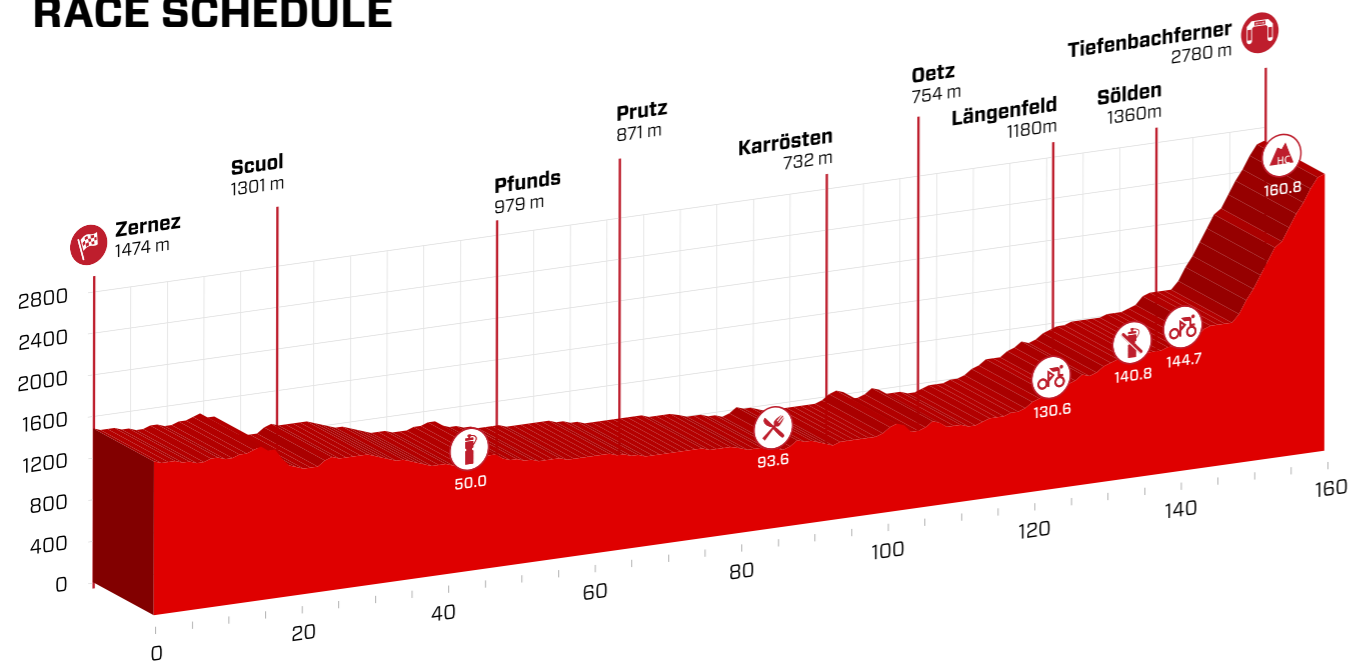 RACE SCHEDULE
Tiefenbachferner
2780 m
Oetz
754 m
Sölden
1360m
Längenfeld
1180m
Prutz
871 m
Karrösten
732 m
Scuol
1301 m
Pfunds
979 m
Zernez
1474 m
HC
160.8
2800
2400
2000
1600
1200
800
400
0
50.0
93.6
130.6
140.8
144.7
0
20
40
60
80
100
120
140
160